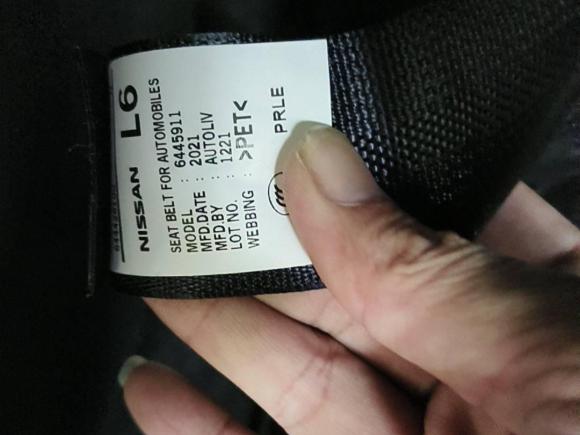 NISSAN L6
SEAT BELT FOR AUTOMOBILES
MODEL : 6445911
MFD.DATE : 2021
MFD.BY : AUTOLIV
LOT NO. : 1221
WEBBING : >PET<
PRLE